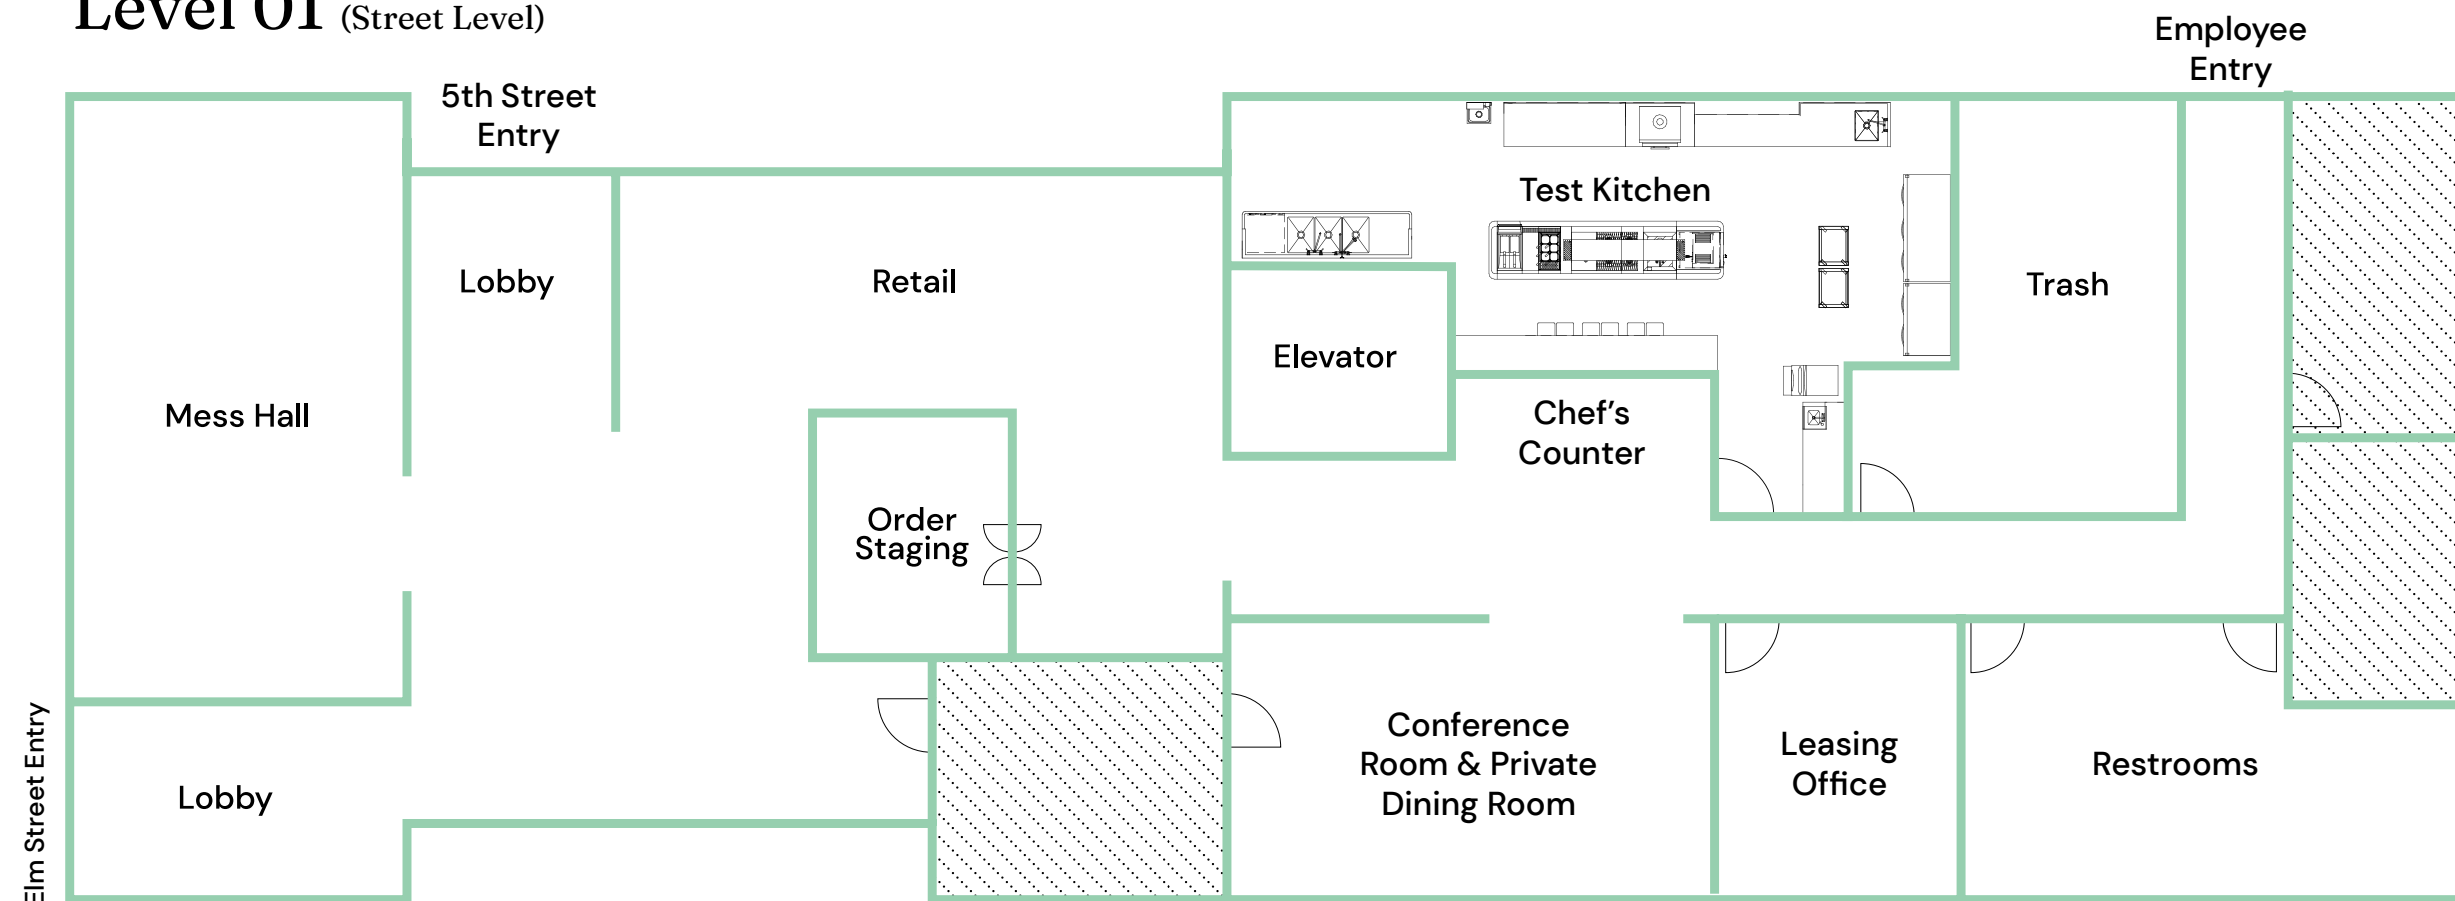 Level 01 (Street Level)
Employee
Entry
5th Street
Entry
Test Kitchen
Lobby
Retail
Trash
Elevator
Mess Hall
Chef’s
Counter
Order
Staging
Elm Street Entry
Lobby
Conference
Room & Private
Dining Room
Leasing
Office
Restrooms